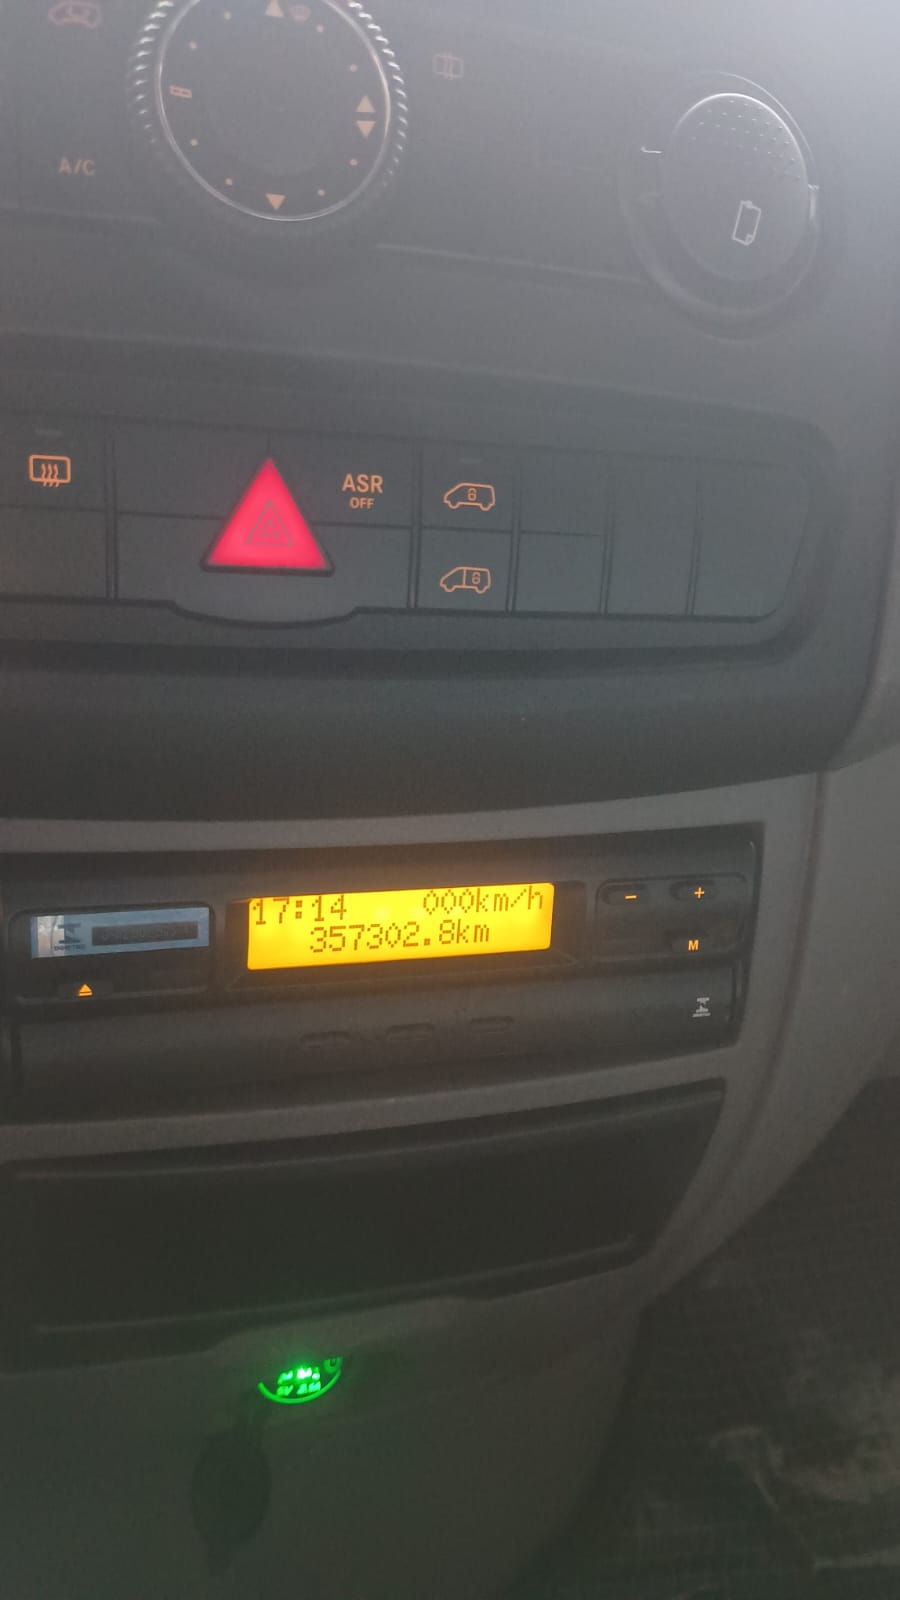 A/C
ASR
OFF
17:14 000km/h
357302.8km
- +
M